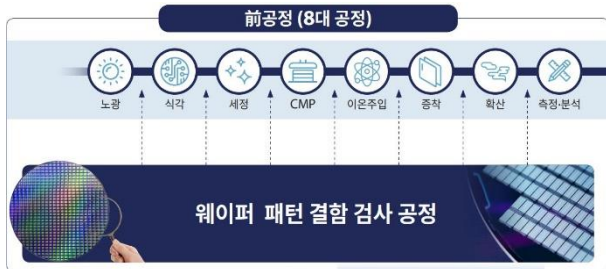 前공정 (8대 공정)
노광 식각 세정 CMP 이온주입 증착 확산 측정·분석
웨이퍼 패턴 결함 검사 공정